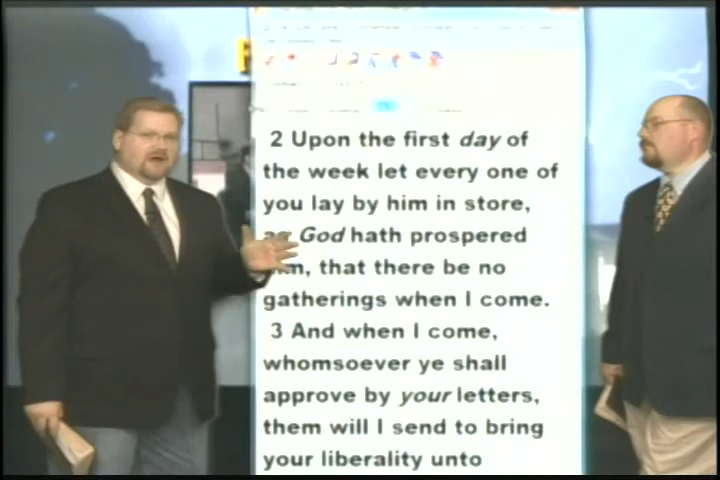 2 Upon the first day of
the week let every one of
you lay by him in store,
God hath prospered
that there be no
gatherings when I come.
3 And when I come,
whomsoever ye shall
approve by your letters,
them will I send to bring
your liberality unto